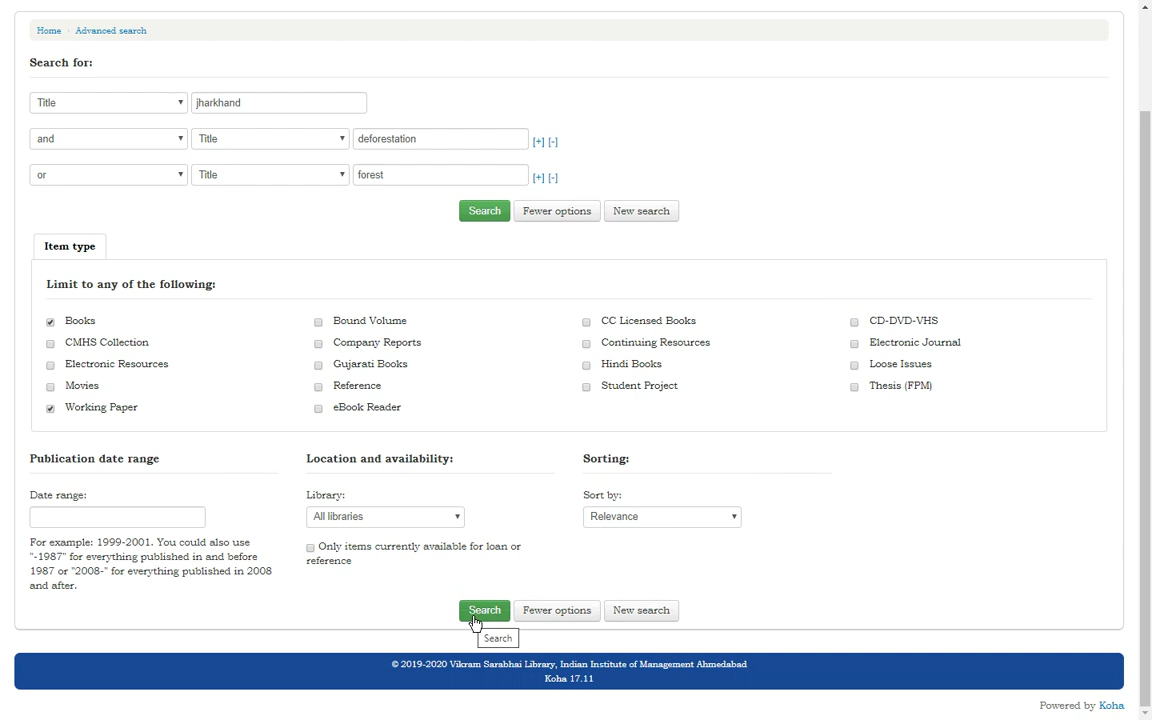 Home · Advanced search
Search for:
Title jharkhand
and Title deforestation [+] [-]
or Title forest [+] [-]
Search Fewer options New search
Item type
Limit to any of the following:
Books Bound Volume CC Licensed Books CD-DVD-VHS
CMHS Collection Company Reports Continuing Resources Electronic Journal
Electronic Resources Gujarati Books Hindi Books Loose Issues
Movies Reference Student Project Thesis (FPM)
Working Paper eBook Reader
Publication date range Location and availability: Sorting:
Date range: Library: Sort by:
All libraries Relevance
For example: 1999-2001. You could also use
"-1987" for everything published in and before
1987 or "2008-" for everything published in 2008
and after.
Only items currently available for loan or
reference
Search Fewer options New search
Search
© 2019-2020 Vikram Sarabhai Library, Indian Institute of Management Ahmedabad
Koha 17.11
Powered by Koha